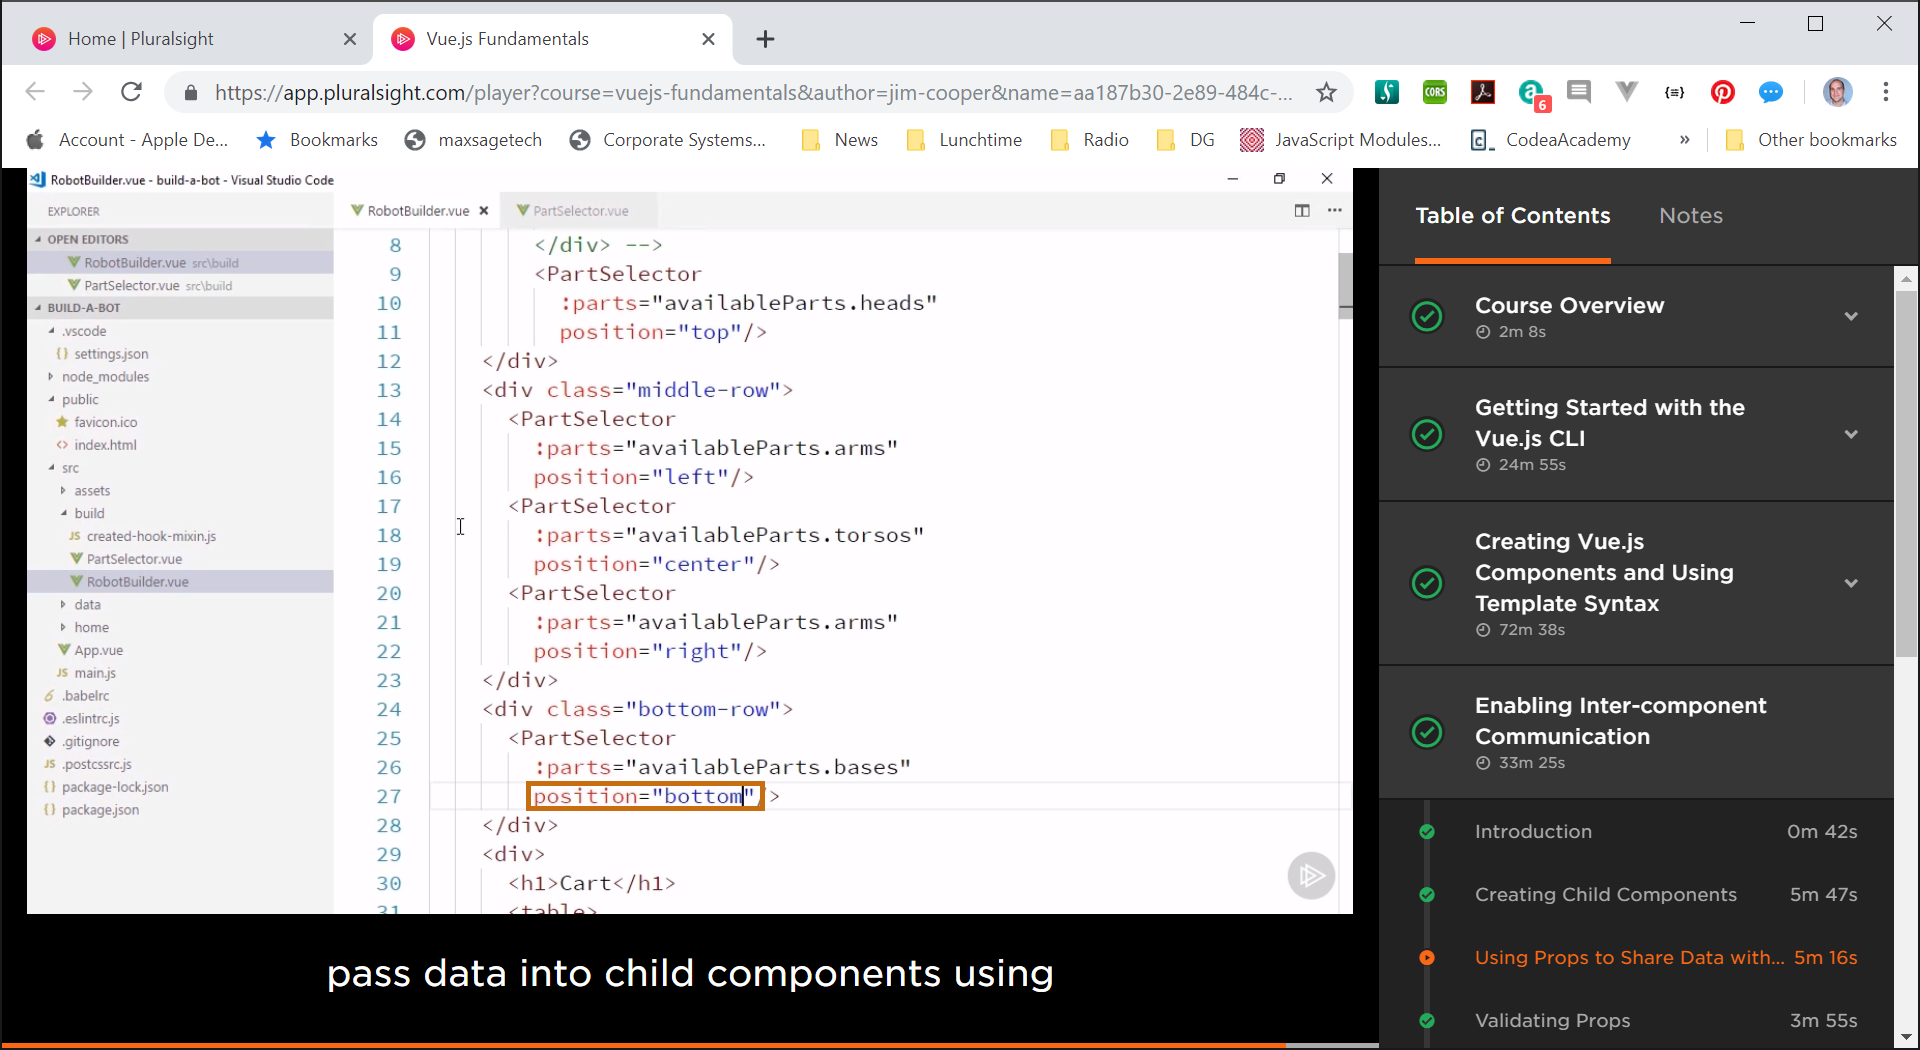 Home | Pluralsight
Vue.js Fundamentals
https://app.pluralsight.com/player?course=vuejs-fundamentals&author=jim-cooper&name=aa187b30-2e89-484c-...
CORS
6
{≡}
Account - Apple De...
Bookmarks
maxsagetech
Corporate Systems...
News
Lunchtime
Radio
DG
JavaScript Modules...
CodeaAcademy
»
Other bookmarks
RobotBuilder.vue - build-a-bot - Visual Studio Code
EXPLORER
OPEN EDITORS
RobotBuilder.vue src\build
PartSelector.vue src\build
BUILD-A-BOT
.vscode
{} settings.json
node_modules
public
favicon.ico
<> index.html
src
assets
build
JS created-hook-mixin.js
PartSelector.vue
RobotBuilder.vue
data
home
App.vue
JS main.js
.babelrc
.eslintrc.js
.gitignore
JS .postcssrc.js
{} package-lock.json
{} package.json
RobotBuilder.vue
PartSelector.vue
8 </div> -->
9 <PartSelector
10 :parts="availableParts.heads"
11 position="top"/>
12 </div>
13 <div class="middle-row">
14 <PartSelector
15 :parts="availableParts.arms"
16 position="left"/>
17 <PartSelector
18 :parts="availableParts.torsos"
19 position="center"/>
20 <PartSelector
21 :parts="availableParts.arms"
22 position="right"/>
23 </div>
24 <div class="bottom-row">
25 <PartSelector
26 :parts="availableParts.bases"
27 position="bottom"/>
28 </div>
29 <div>
30 <h1>Cart</h1>
31 <table>
pass data into child components using
Table of Contents
Notes
Course Overview
2m 8s
Getting Started with the
Vue.js CLI
24m 55s
Creating Vue.js
Components and Using
Template Syntax
72m 38s
Enabling Inter-component
Communication
33m 25s
Introduction 0m 42s
Creating Child Components 5m 47s
Using Props to Share Data with... 5m 16s
Validating Props 3m 55s